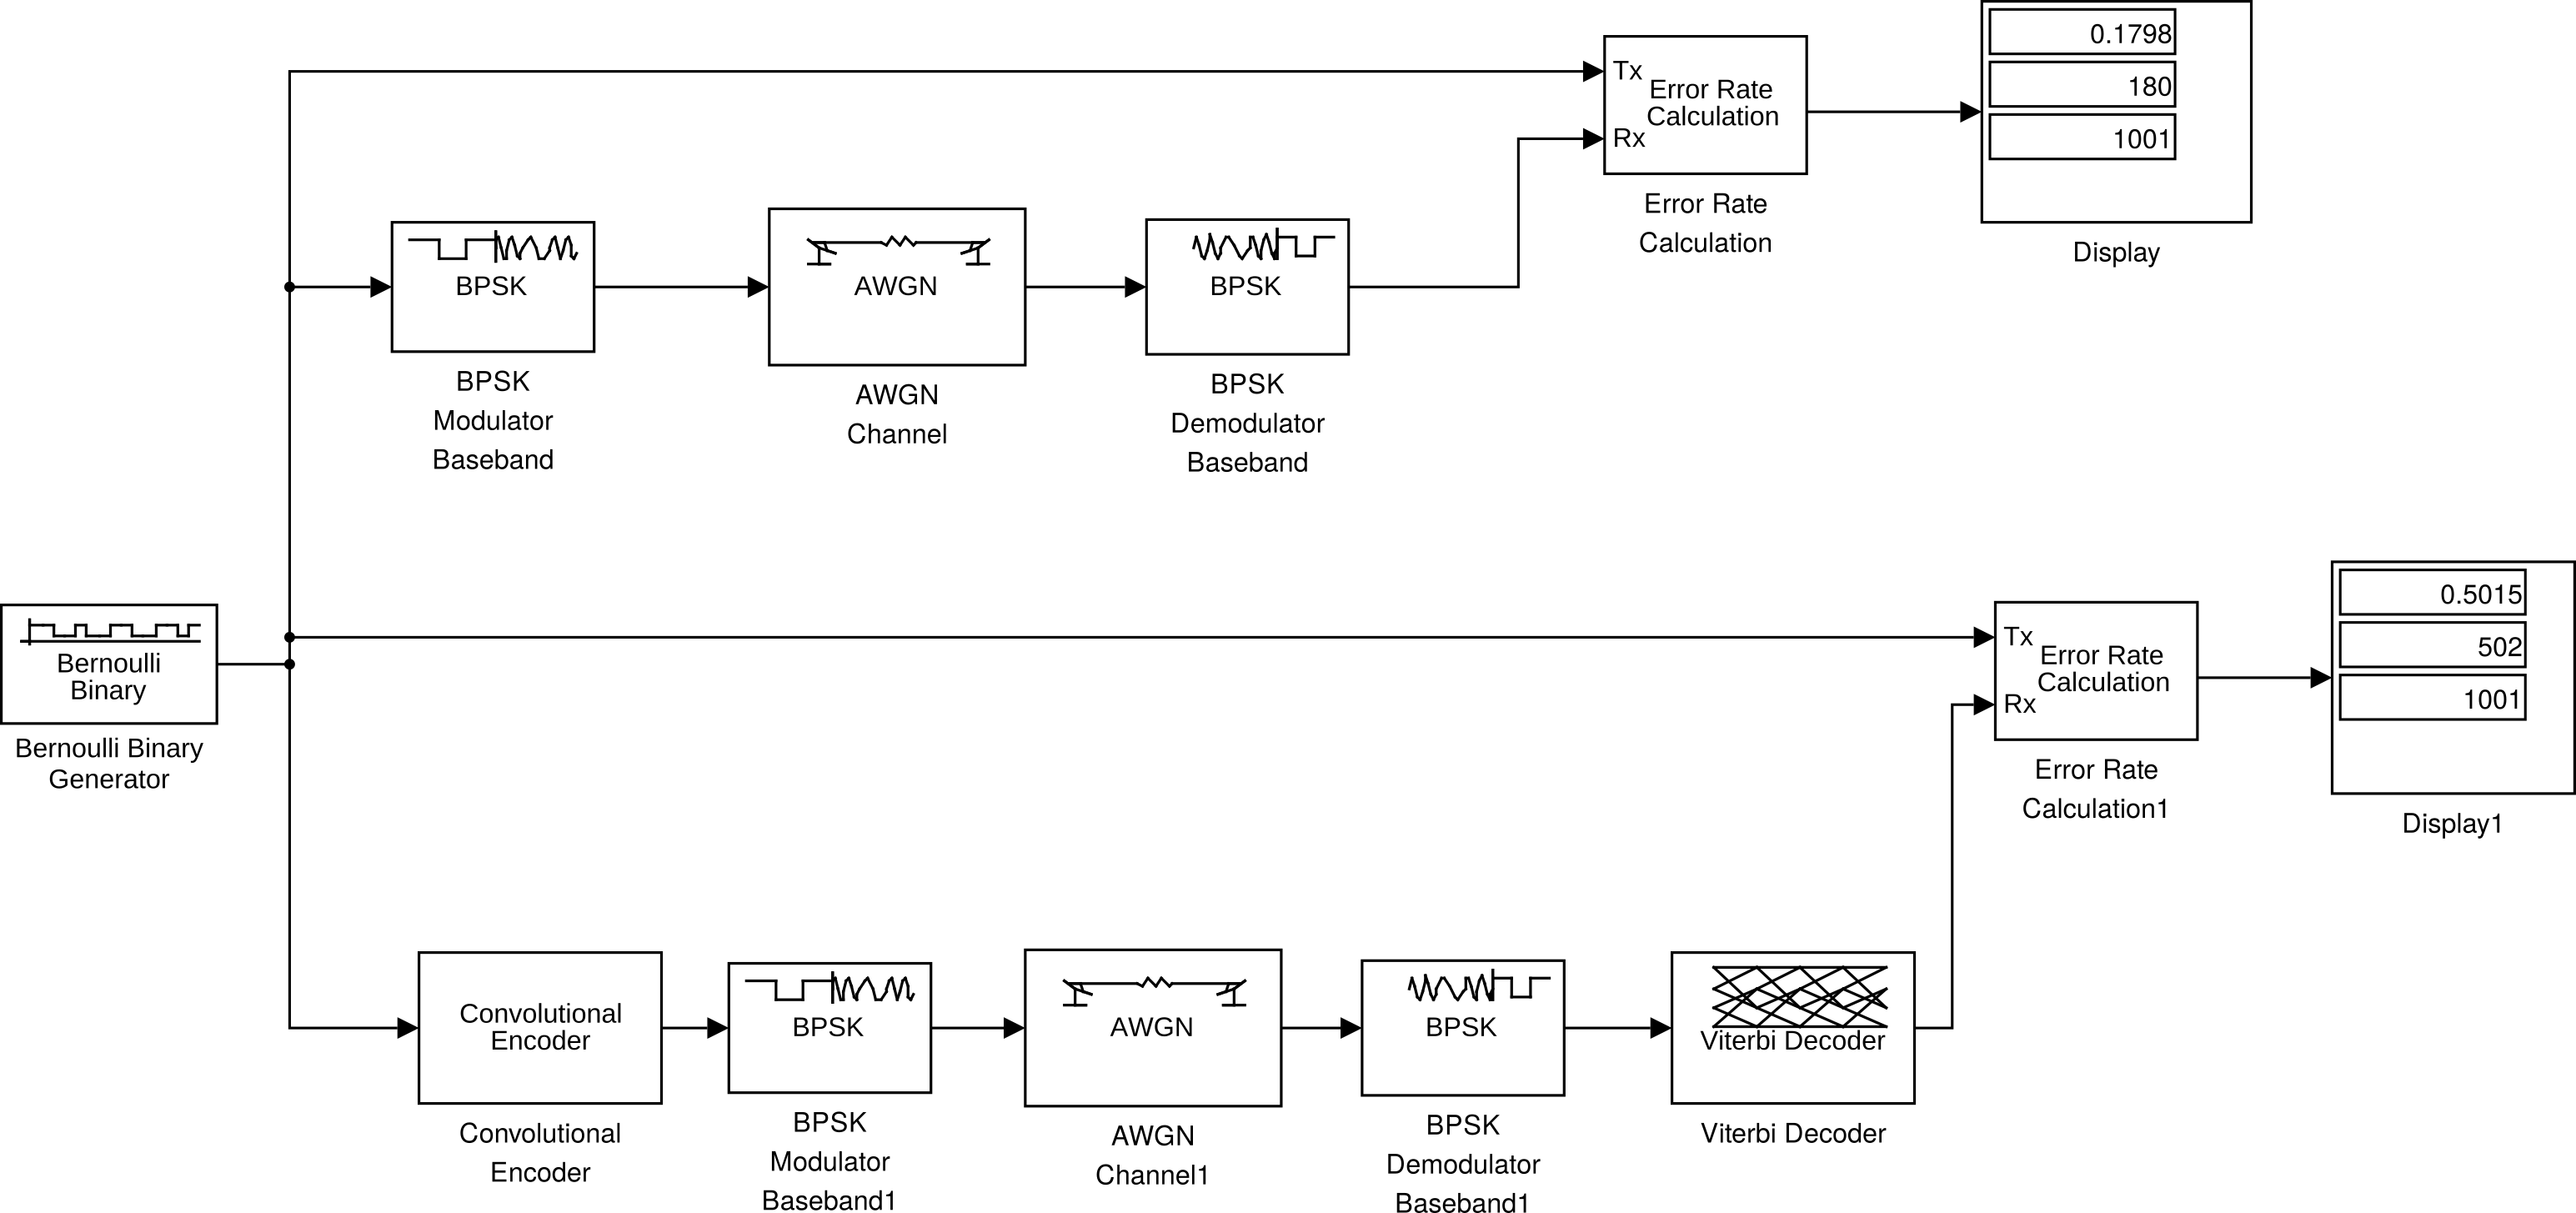 0.1798
180
1001
Display
Tx
Error Rate
Calculation
Rx
Error Rate
Calculation
BPSK
BPSK
Modulator
Baseband
AWGN
AWGN
Channel
BPSK
BPSK
Demodulator
Baseband
Bernoulli
Binary
Bernoulli Binary
Generator
Tx
Error Rate
Calculation
Rx
Error Rate
Calculation1
0.5015
502
1001
Display1
Convolutional
Encoder
Convolutional
Encoder
BPSK
BPSK
Modulator
Baseband1
AWGN
AWGN
Channel1
BPSK
BPSK
Demodulator
Baseband1
Viterbi Decoder
Viterbi Decoder